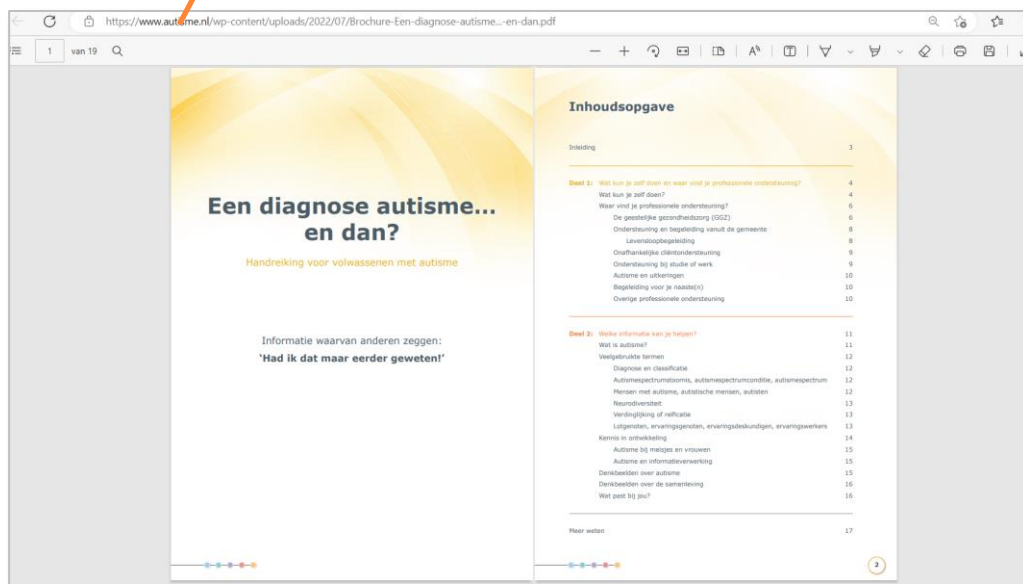 https://www.autisme.nl/wp-content/uploads/2022/07/Brochure-Een-diagnose-autisme...-en-dan.pdf
1 van 19
Een diagnose autisme...
en dan?
Handreiking voor volwassenen met autisme
Informatie waarvan anderen zeggen:
‘Had ik dat maar eerder geweten!’
Inhoudsopgave
Inleiding 3
Deel 1: Wat kun je zelf doen en waar vind je professionele ondersteuning? 4
Wat kun je zelf doen? 4
Waar vind je professionele ondersteuning? 6
De geestelijke gezondheidszorg (GGZ) 6
Ondersteuning en begeleiding vanuit de gemeente 8
Levensloopbegeleiding 8
Onafhankelijke cliëntondersteuning 9
Ondersteuning bij studie of werk 9
Autisme en uitkeringen 10
Begeleiding voor je naaste(n) 10
Overige professionele ondersteuning 10
Deel 2: Welke informatie kan je helpen? 11
Wat is autisme? 11
Veelgebruikte termen 12
Diagnose en classificatie 12
Autismespectrumstoornis, autismespectrumconditie, autismespectrum 12
Mensen met autisme, autistische mensen, autisten 12
Neurodiversiteit 13
Verdinglijking of reïficatie 13
Lotgenoten, ervaringsgenoten, ervaringsdeskundigen, ervaringswerkers 13
Kennis in ontwikkeling 14
Autisme bij meisjes en vrouwen 15
Autisme en informatieverwerking 15
Denkbeelden over autisme 15
Denkbeelden over de samenleving 16
Wat past bij jou? 16
Meer weten 17
2